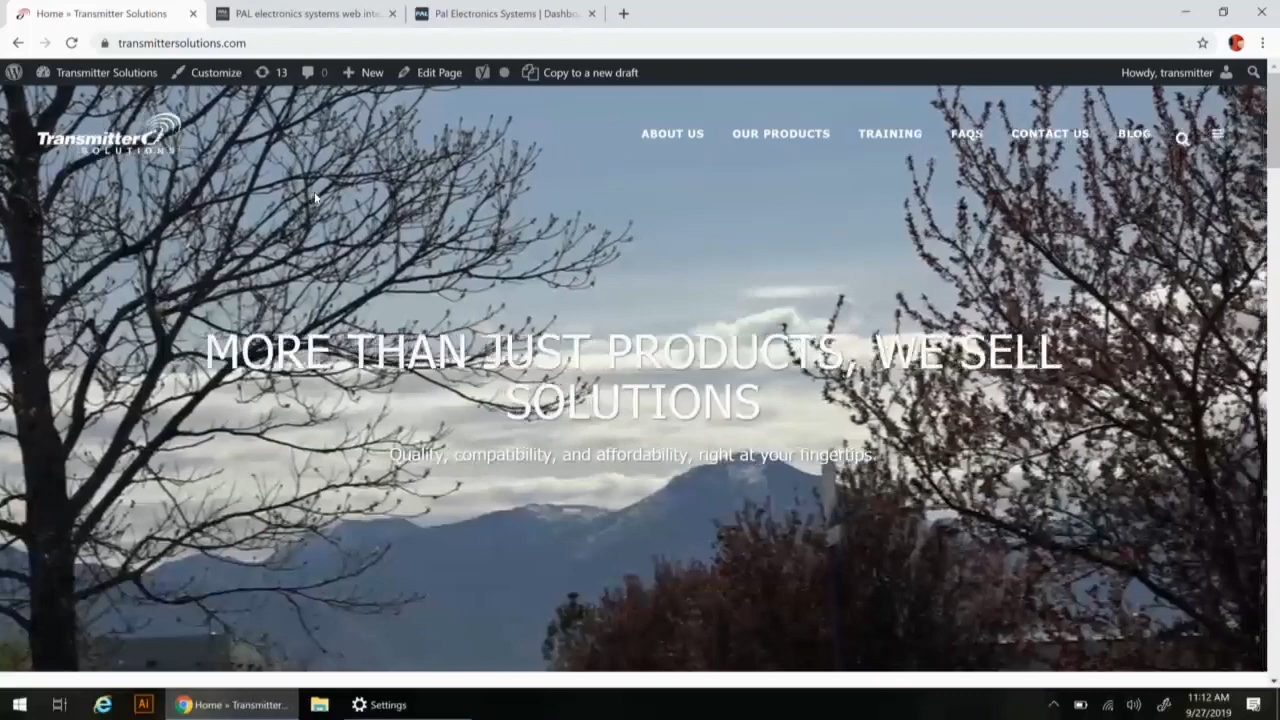 Home » Transmitter Solutions
PAL electronics systems web inte
Pal Electronics Systems | Dashbo
transmittersolutions.com
Transmitter Solutions
Customize
13
0
New
Edit Page
Copy to a new draft
Howdy, transmitter
Transmitter
SOLUTIONS
ABOUT US
OUR PRODUCTS
TRAINING
FAQS
CONTACT US
BLOG
MORE THAN JUST PRODUCTS, WE SELL
SOLUTIONS
Quality, compatibility, and affordability, right at your fingertips.
Ai
Home » Transmitter...
Settings
11:12 AM
9/27/2019